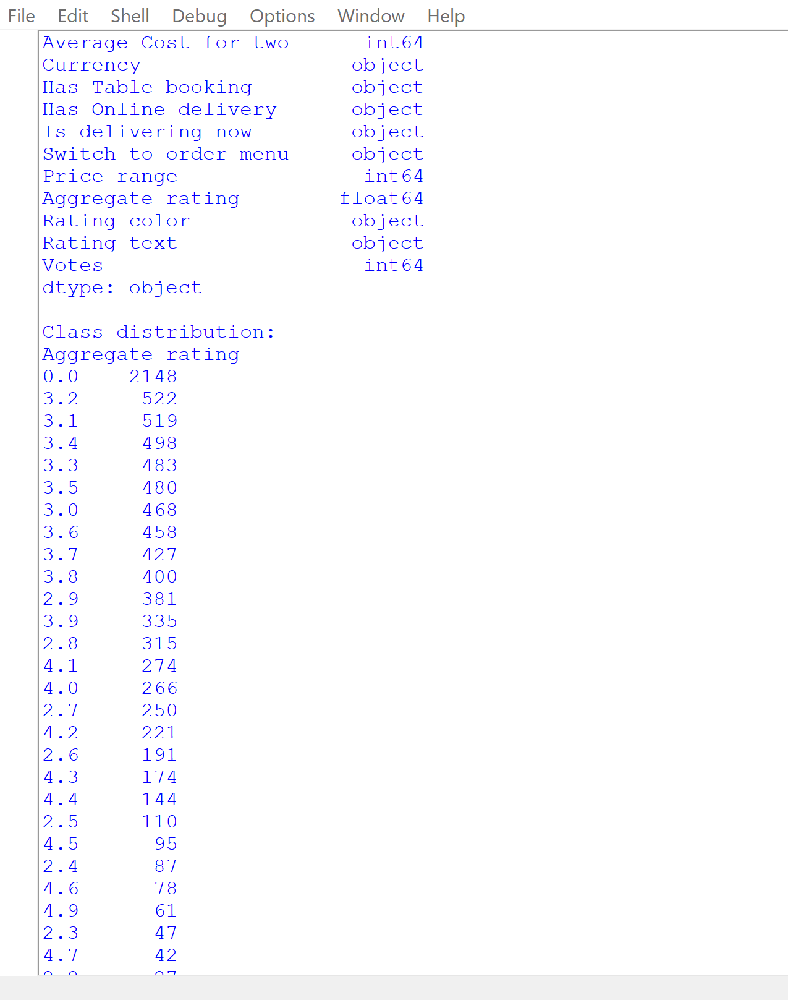 File Edit Shell Debug Options Window Help
Average Cost for two int64
Currency object
Has Table booking object
Has Online delivery object
Is delivering now object
Switch to order menu object
Price range int64
Aggregate rating float64
Rating color object
Rating text object
Votes int64
dtype: object
Class distribution:
Aggregate rating
0.0 2148
3.2 522
3.1 519
3.4 498
3.3 483
3.5 480
3.0 468
3.6 458
3.7 427
3.8 400
2.9 381
3.9 335
2.8 315
4.1 274
4.0 266
2.7 250
4.2 221
2.6 191
4.3 174
4.4 144
2.5 110
4.5 95
2.4 87
4.6 78
4.9 61
2.3 47
4.7 42